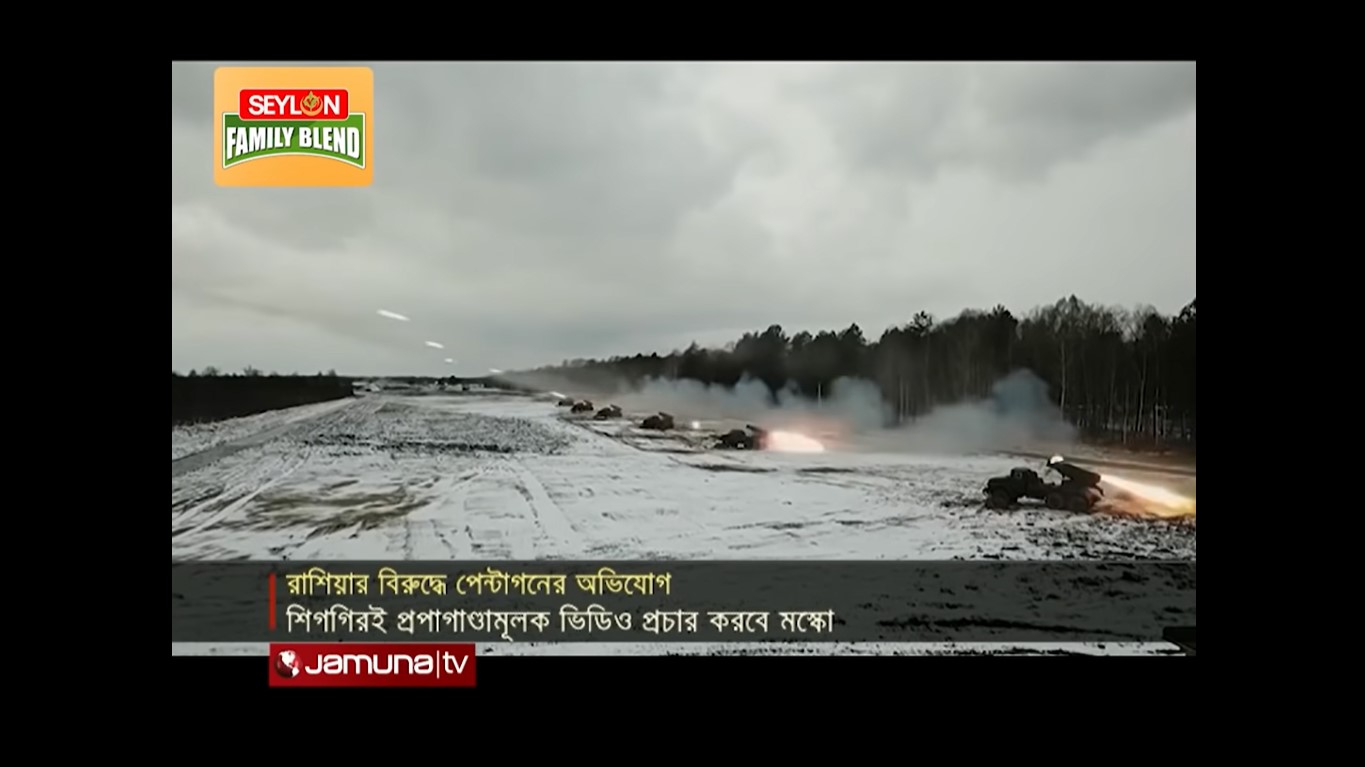 SEYLON
FAMILY BLEND
রাশিয়ার বিরুদ্ধে পেন্টাগনের অভিযোগ
শিগগিরই প্রপাগাণ্ডামূলক ভিডিও প্রচার করবে মস্কো
Jamuna|tv